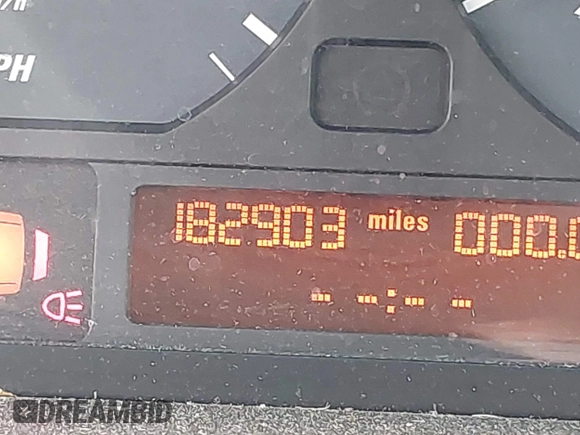 PH
182903 miles 000.0
- -:- -
DREAMBID